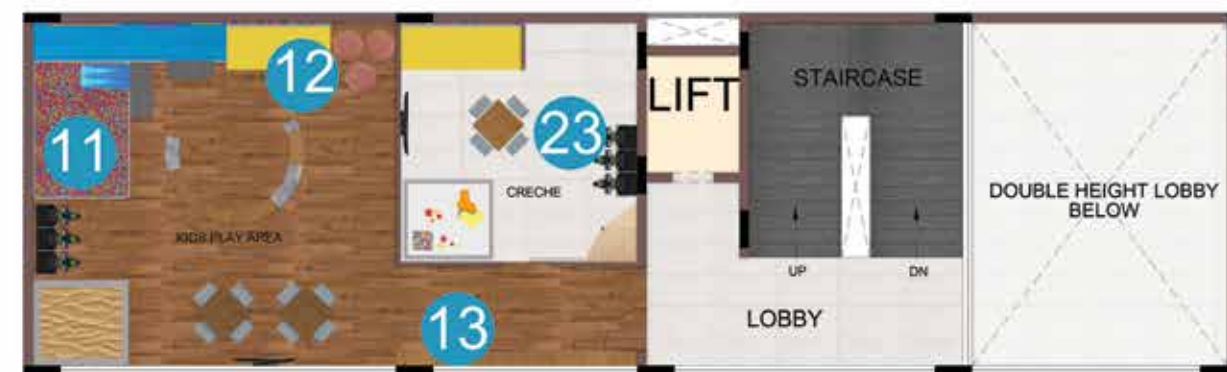 12
11
23
LIFT
STAIRCASE
CRECHE
DOUBLE HEIGHT LOBBY
BELOW
KIDS PLAY AREA
UP
DN
13
LOBBY